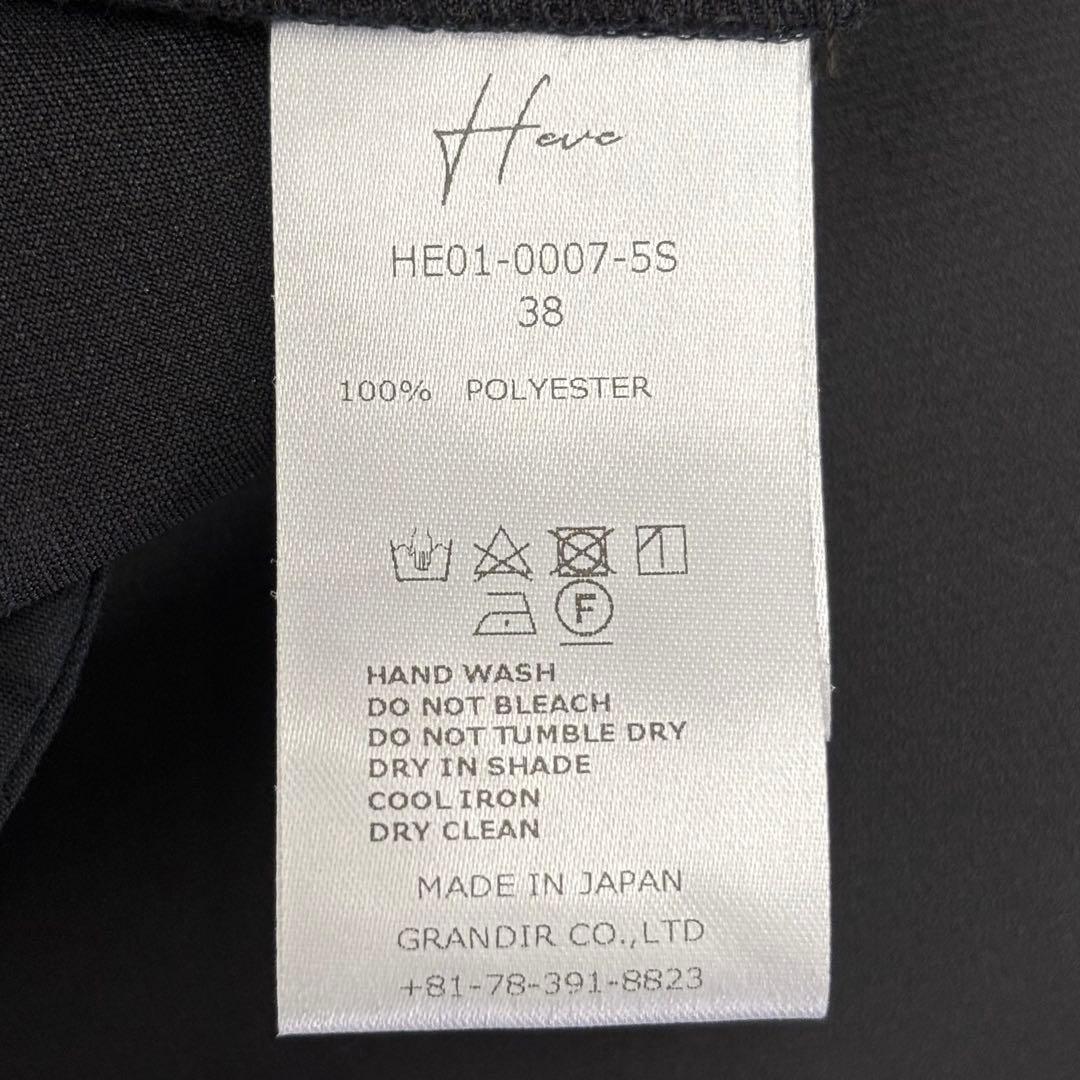 Heve
HE01-0007-5S
38
100% POLYESTER
F
HAND WASH
DO NOT BLEACH
DO NOT TUMBLE DRY
DRY IN SHADE
COOL IRON
DRY CLEAN
MADE IN JAPAN
GRANDIR CO.,LTD
+81-78-391-8823